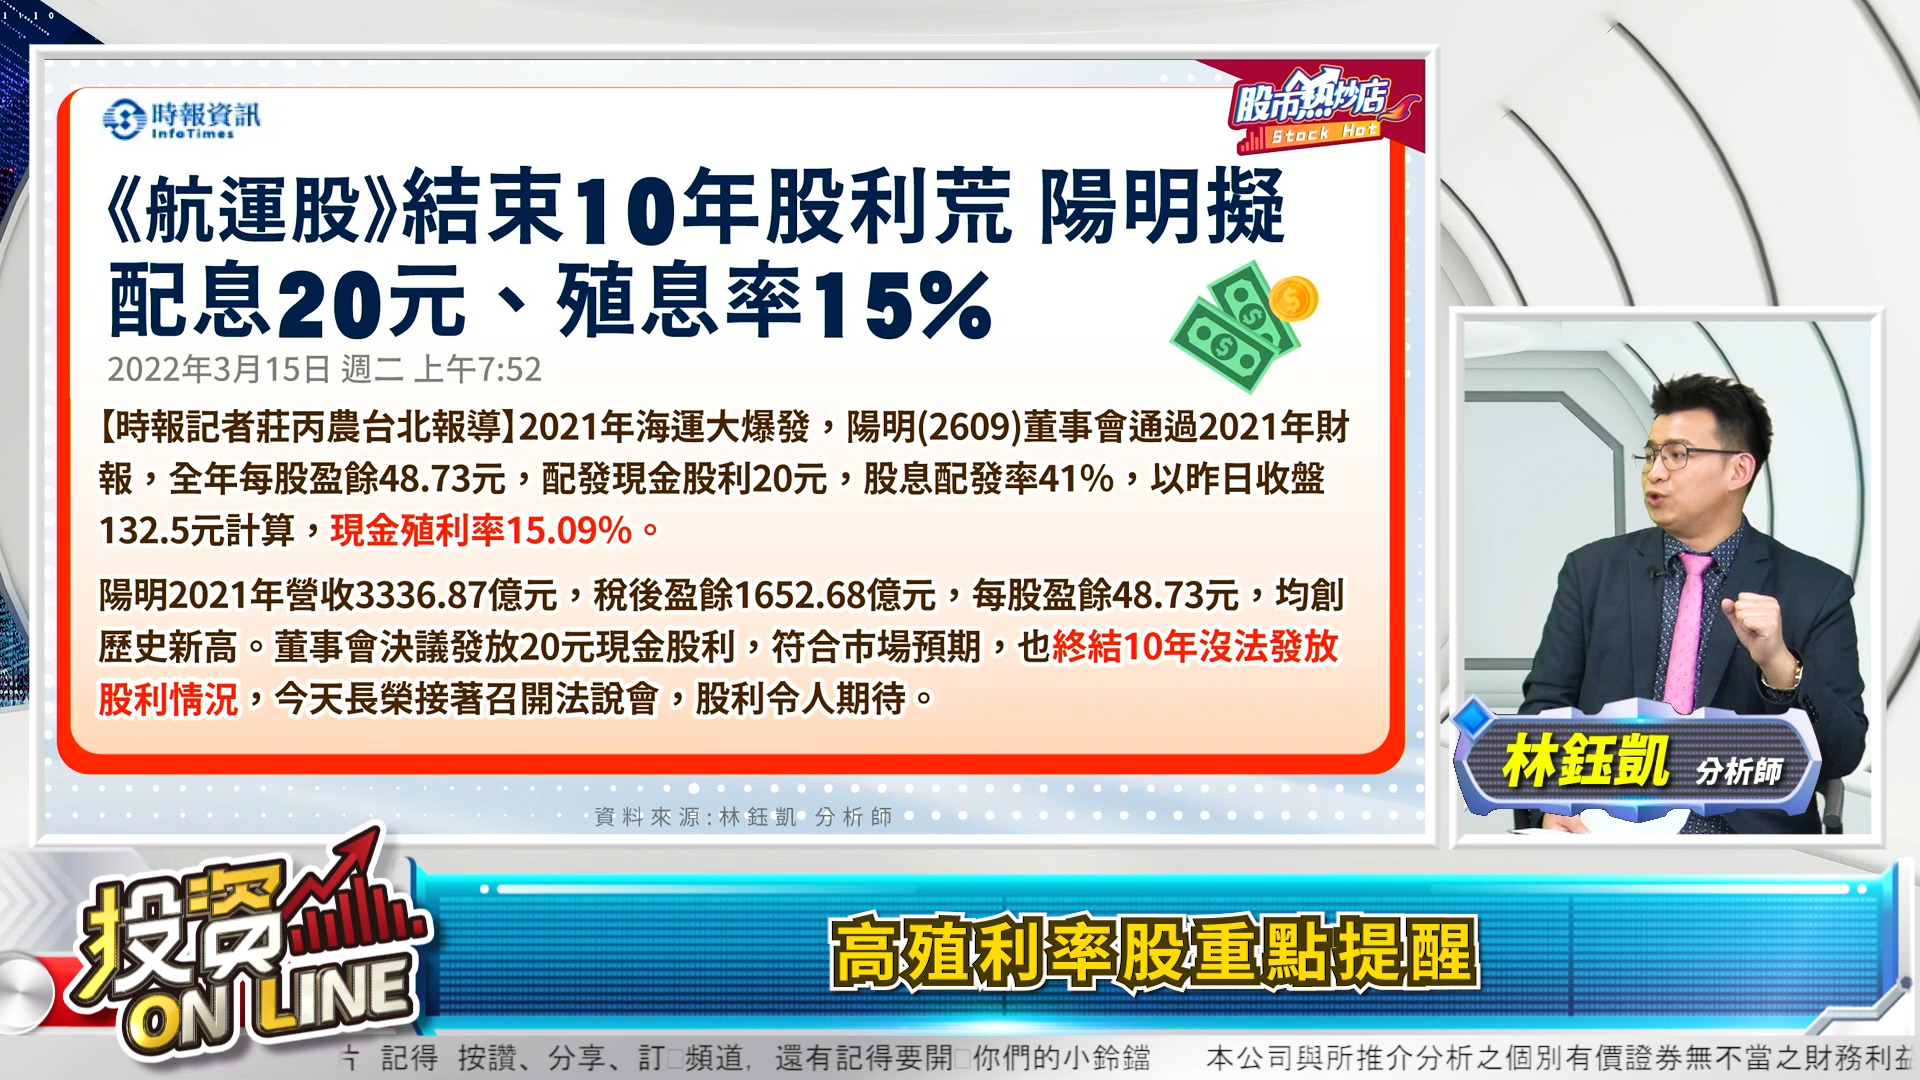 1 1 0
時報資訊
InfoTimes
股市熱炒店
Stock Hot
《航運股》結束10年股利荒 陽明擬
配息20元、殖息率15%
2022年3月15日 週二 上午7:52
【時報記者莊丙農台北報導】2021年海運大爆發，陽明(2609)董事會通過2021年財
報，全年每股盈餘48.73元，配發現金股利20元，股息配發率41%，以昨日收盤
132.5元計算，現金殖利率15.09%。
陽明2021年營收3336.87億元，稅後盈餘1652.68億元，每股盈餘48.73元，均創
歷史新高。董事會決議發放20元現金股利，符合市場預期，也終結10年沒法發放
股利情況，今天長榮接著召開法說會，股利令人期待。
資料來源:林鈺凱 分析師
林鈺凱 分析師
投資
ON LINE
高殖利率股重點提醒
片 記得 按讚、分享、訂□頻道, 還有記得要開□你們的小鈴鐺 本公司與所推介分析之個別有價證券無不當之財務利益